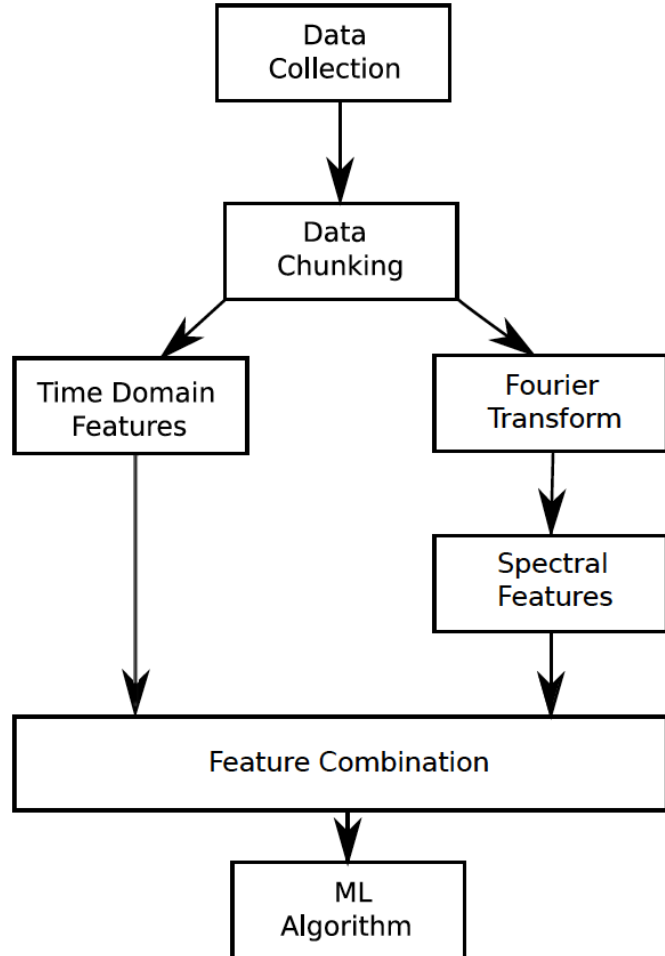 Data
Collection
Data
Chunking
Time Domain
Features
Fourier
Transform
Spectral
Features
Feature Combination
ML
Algorithm